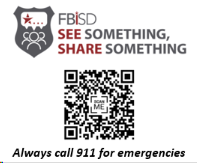 FBISD
SEE SOMETHING,
SHARE SOMETHING
SCAN
ME
Always call 911 for emergencies